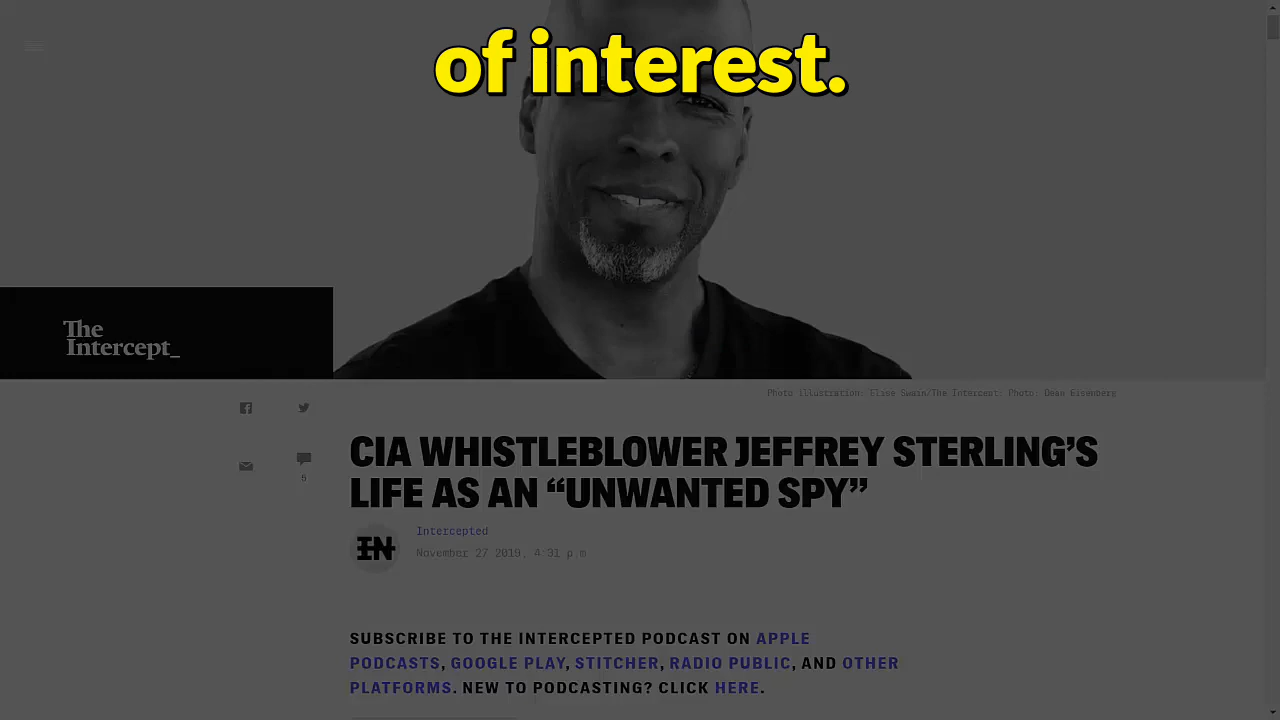 of interest.
The
Intercept_
Photo illustration: Elise Swain/The Intercept; Photo: Dean Eisenberg
5
CIA WHISTLEBLOWER JEFFREY STERLING’S
LIFE AS AN “UNWANTED SPY”
IN
Intercepted
November 27 2019, 4:31 p.m
SUBSCRIBE TO THE INTERCEPTED PODCAST ON APPLE
PODCASTS, GOOGLE PLAY, STITCHER, RADIO PUBLIC, AND OTHER
PLATFORMS. NEW TO PODCASTING? CLICK HERE.